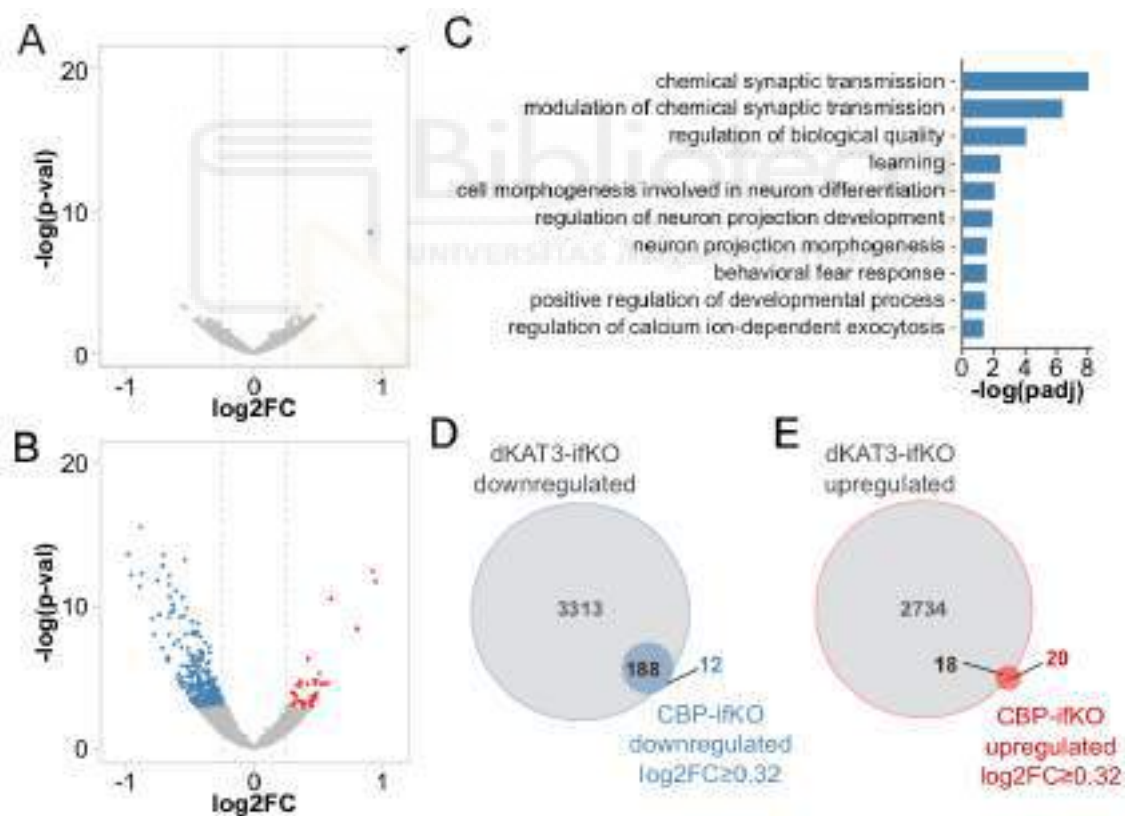 A
20
10
0
-log(p-val)
-1
0
1
log2FC
B
20
10
0
-log(p-val)
-1
0
1
log2FC
C
chemical synaptic transmission
modulation of chemical synaptic transmission
regulation of biological quality
learning
cell morphogenesis involved in neuron differentiation
regulation of neuron projection development
neuron projection morphogenesis
behavioral fear response
positive regulation of developmental process
regulation of calcium ion-dependent exocytosis
0 2 4 6 8
-log(padj)
D
dKAT3-ifKO
downregulated
3313
188
12
CBP-ifKO
downregulated
log2FC≥0.32
E
dKAT3-ifKO
upregulated
2734
18
20
CBP-ifKO
upregulated
log2FC≥0.32
Bibliotec
UNIVERSITAS